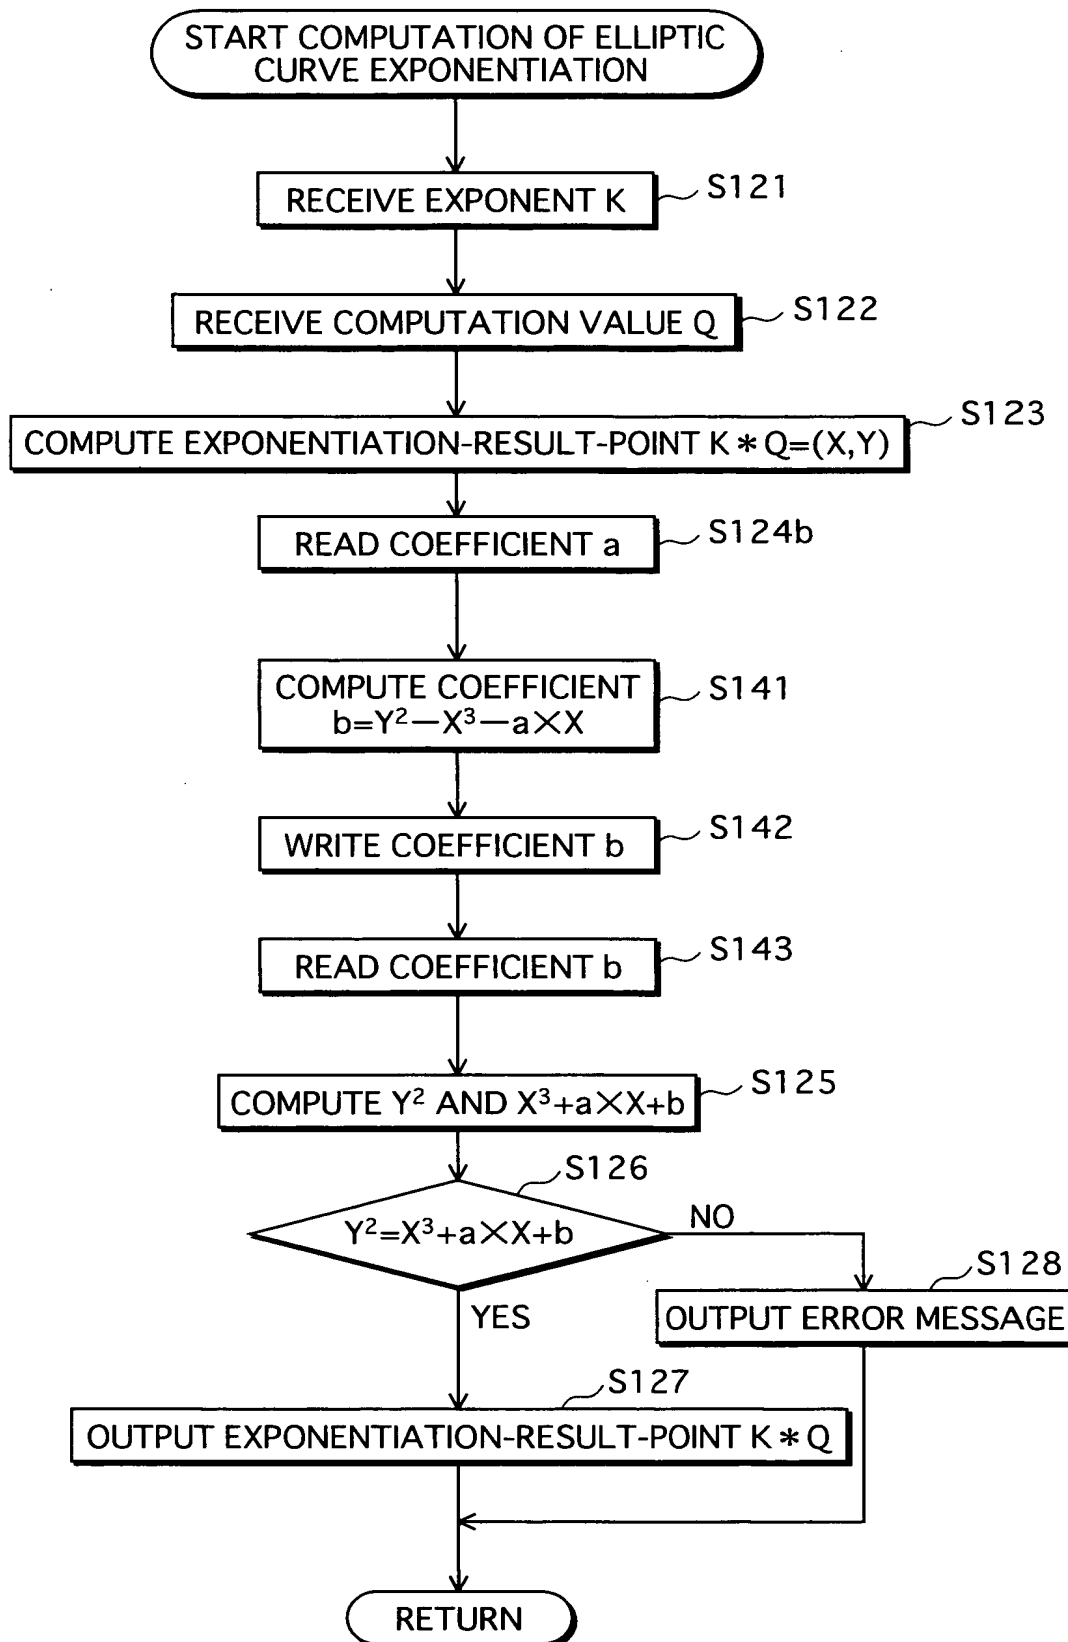 START COMPUTATION OF ELLIPTIC
CURVE EXPONENTIATION
RECEIVE EXPONENT K
S121
RECEIVE COMPUTATION VALUE Q
S122
COMPUTE EXPONENTIATION-RESULT-POINT K*Q=(X,Y)
S123
READ COEFFICIENT a
S124b
COMPUTE COEFFICIENT
b=Y²−X³−a×X
S141
WRITE COEFFICIENT b
S142
READ COEFFICIENT b
S143
COMPUTE Y² AND X³+a×X+b
S125
S126
Y²=X³+a×X+b
NO
YES
S128
OUTPUT ERROR MESSAGE
S127
OUTPUT EXPONENTIATION-RESULT-POINT K*Q
RETURN